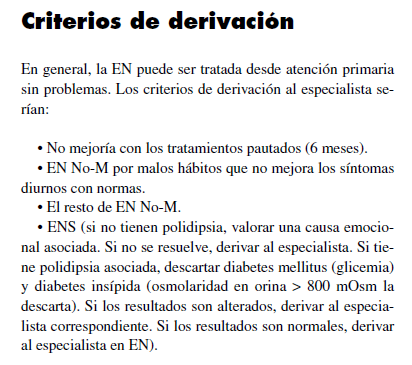 Criterios de derivación
En general, la EN puede ser tratada desde atención primaria
sin problemas. Los criterios de derivación al especialista se-
rían:
• No mejoría con los tratamientos pautados (6 meses).
• EN No-M por malos hábitos que no mejora los síntomas
diurnos con normas.
• El resto de EN No-M.
• ENS (si no tienen polidipsia, valorar una causa emocio-
nal asociada. Si no se resuelve, derivar al especialista. Si tie-
ne polidipsia asociada, descartar diabetes mellitus (glicemia)
y diabetes insípida (osmolaridad en orina > 800 mOsm la
descarta). Si los resultados son alterados, derivar al especia-
lista correspondiente. Si los resultados son normales, derivar
al especialista en EN).